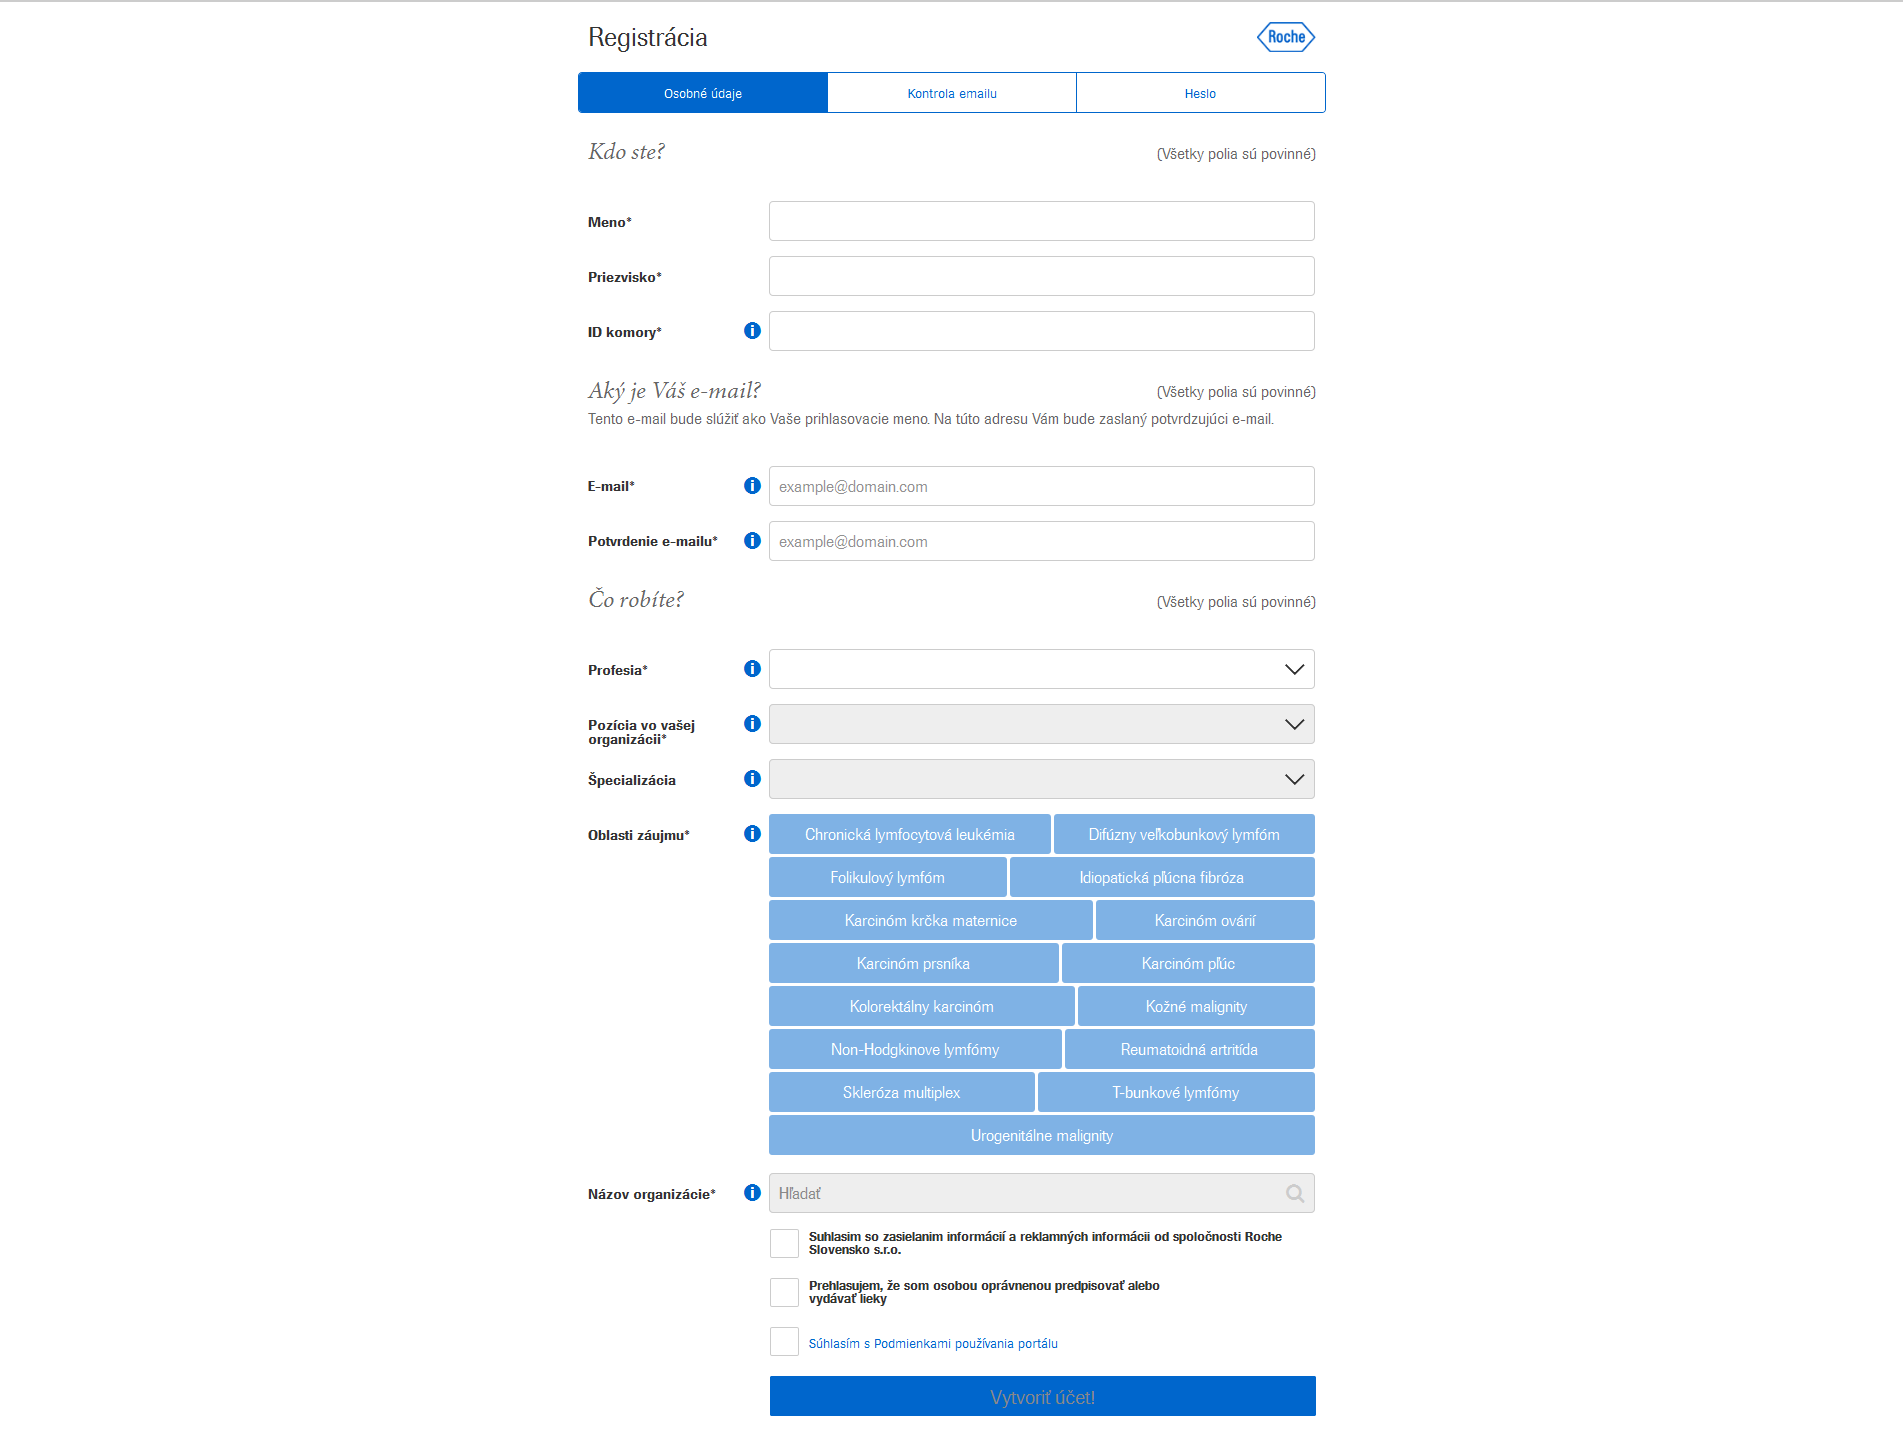 Registrácia
Roche
Osobné údaje
Kontrola emailu
Heslo
Kdo ste?
(Všetky polia sú povinné)
Meno*
Priezvisko*
ID komory*
Aký je Váš e-mail?
(Všetky polia sú povinné)
Tento e-mail bude slúžiť ako Vaše prihlasovacie meno. Na túto adresu Vám bude zaslaný potvrdzujúci e-mail.
E-mail*
example@domain.com
Potvrdenie e-mailu*
example@domain.com
Čo robíte?
(Všetky polia sú povinné)
Profesia*
Pozícia vo vašej
organizácii*
Špecializácia
Oblasti záujmu*
Chronická lymfocytová leukémia
Difúzny veľkobunkový lymfóm
Folikulový lymfóm
Idiopatická pľúcna fibróza
Karcinóm krčka maternice
Karcinóm ovárií
Karcinóm prsníka
Karcinóm pľúc
Kolorektálny karcinóm
Kožné malignity
Non-Hodgkinove lymfómy
Reumatoidná artritída
Skleróza multiplex
T-bunkové lymfómy
Urogenitálne malignity
Názov organizácie*
Hľadať
Suhlasim so zasielanim informácií a reklamných informácii od spoločnosti Roche
Slovensko s.r.o.
Prehlasujem, že som osobou oprávnenou predpisovať alebo
vydávať lieky
Súhlasím s Podmienkami používania portálu
Vytvoriť účet!